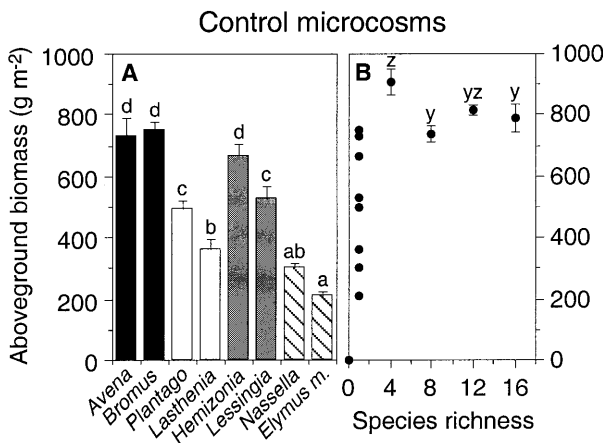 Control microcosms
Aboveground biomass (g m-2)
1000
800
600
400
200
0
A
d
d
c
b
d
c
ab
a
Avena
Bromus
Plantago
Lasthenia
Hemizonia
Lessingia
Nassella
Elymus m.
B
z
y
yz
y
1000
800
600
400
200
0
0 4 8 12 16
Species richness